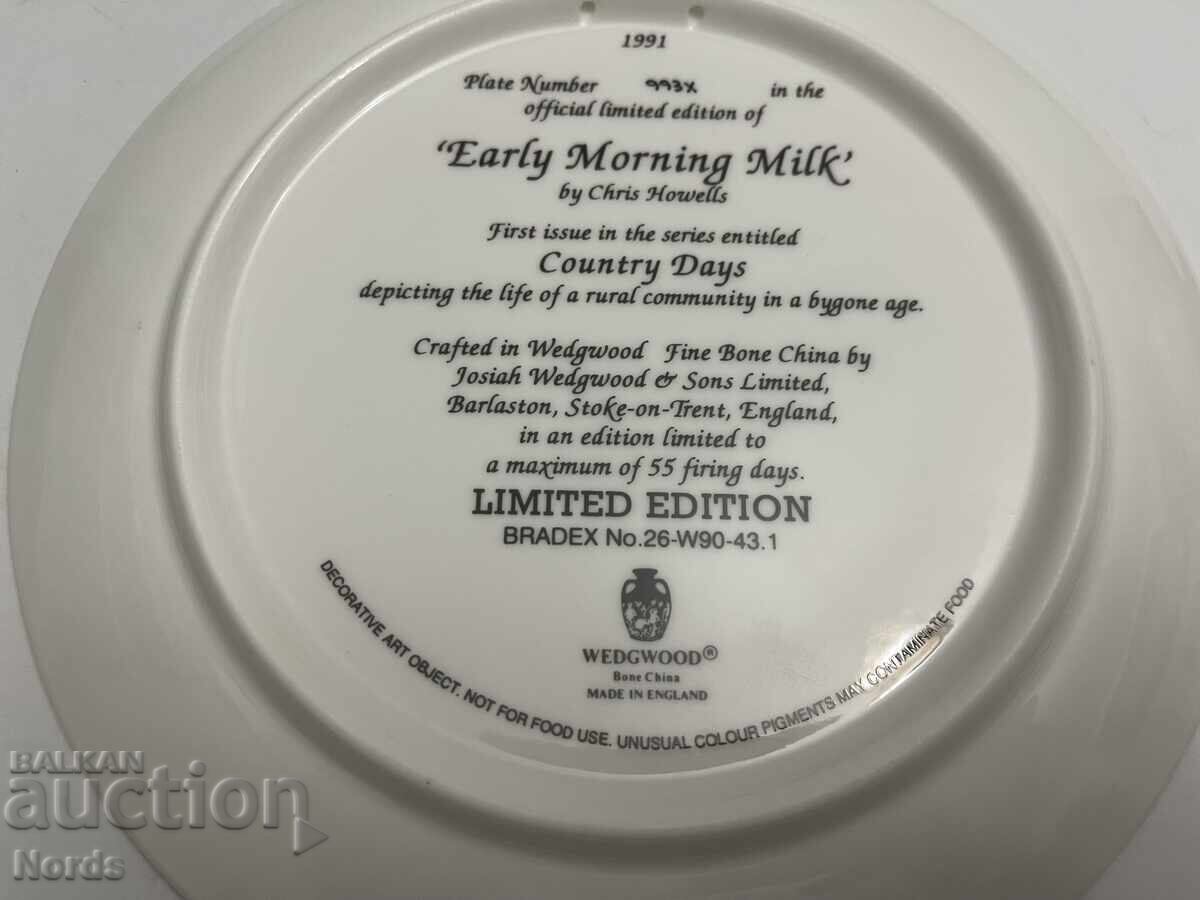 1991
Plate Number 993X in the
official limited edition of
'Early Morning Milk'
by Chris Howells
First issue in the series entitled
Country Days
depicting the life of a rural community in a bygone age.
Crafted in Wedgwood Fine Bone China by
Josiah Wedgwood & Sons Limited,
Barlaston, Stoke-on-Trent, England,
in an edition limited to
a maximum of 55 firing days.
LIMITED EDITION
BRADEX No.26-W90-43.1
WEDGWOOD®
Bone China
MADE IN ENGLAND
DECORATIVE ART OBJECT. NOT FOR FOOD USE. UNUSUAL COLOUR PIGMENTS MAY CONTAMINATE FOOD
BALKAN
auction
Nords